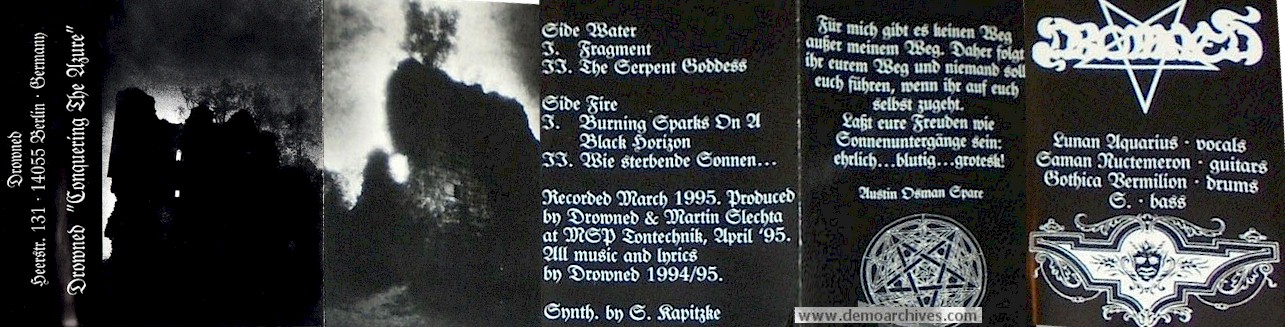 Drowned
Heerstr. 131 · 14055 Berlin · Germany
Drowned "Conquering The Azure"
Side Water
I. Fragment
II. The Serpent Goddess
Side Fire
I. Burning Sparks On A
Black Horizon
II. Wie sterbende Sonnen...
Recorded March 1995. Produced
by Drowned & Martin Slechta
at MSP Tontechnik, April '95.
All music and lyrics
by Drowned 1994/95.
Synth. by S. Kapitzke
Für mich gibt es keinen Weg
außer meinem Weg. Daher folgt
ihr eurem Weg und niemand soll
euch führen, wenn ihr auf euch
selbst zugeht.
Laßt eure Freuden wie
Sonnenuntergänge sein:
ehrlich...blutig...grotesk!
Austin Osman Spare
DROWNED
Lunan Aquarius · vocals
Saman Nuctemeron · guitars
Gothica Vermilion · drums
S. · bass
www.demoarchives.com